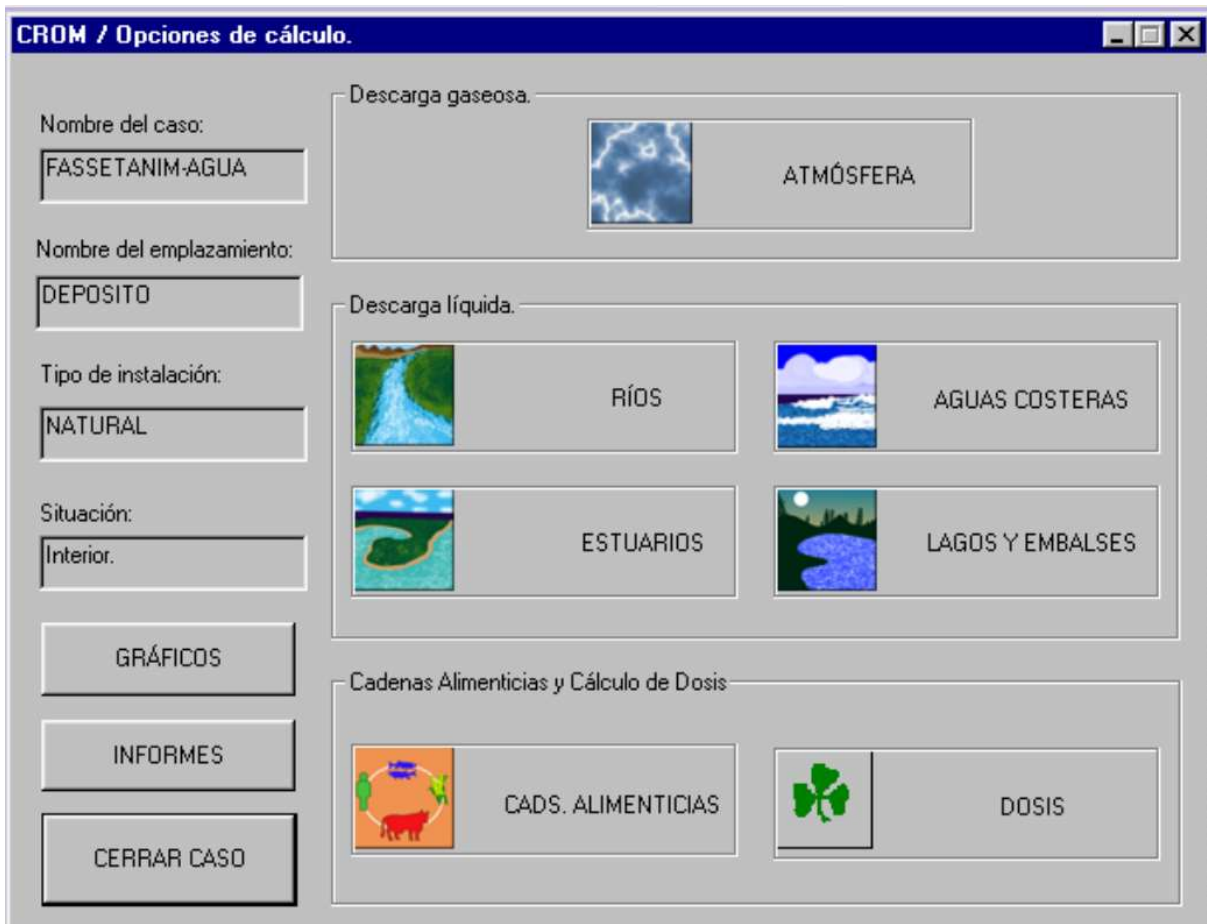 CROM / Opciones de cálculo.
Nombre del caso:
FASSETANIM-AGUA
Nombre del emplazamiento:
DEPOSITO
Tipo de instalación:
NATURAL
Situación:
Interior.
GRÁFICOS
INFORMES
CERRAR CASO
Descarga gaseosa.
ATMÓSFERA
Descarga líquida.
RÍOS
AGUAS COSTERAS
ESTUARIOS
LAGOS Y EMBALSES
Cadenas Alimenticias y Cálculo de Dosis
CADS. ALIMENTICIAS
DOSIS